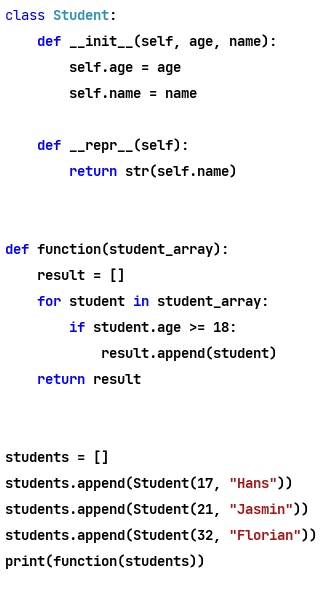 class Student:
    def __init__(self, age, name):
        self.age = age
        self.name = name

    def __repr__(self):
        return str(self.name)


def function(student_array):
    result = []
    for student in student_array:
        if student.age >= 18:
            result.append(student)
    return result


students = []
students.append(Student(17, "Hans"))
students.append(Student(21, "Jasmin"))
students.append(Student(32, "Florian"))
print(function(students))